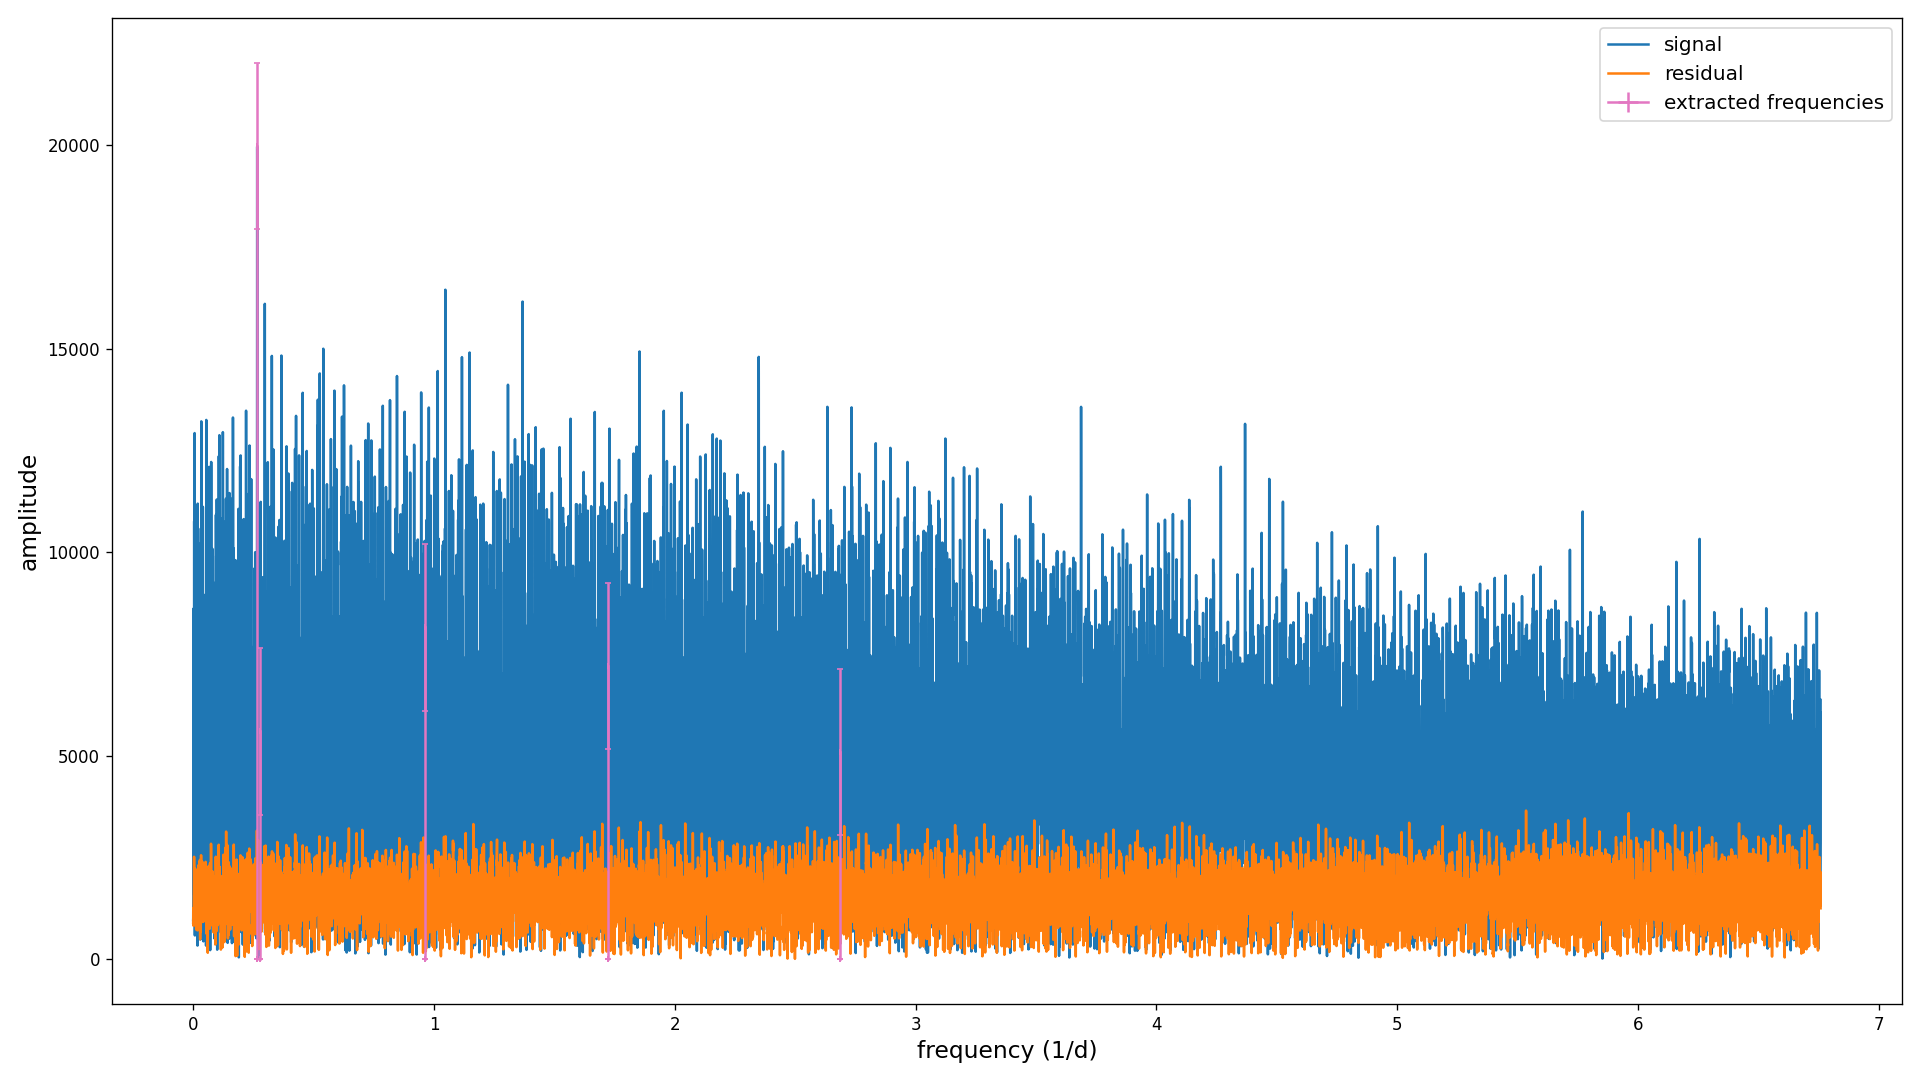 signal
residual
extracted frequencies
amplitude
20000
15000
10000
5000
0
0 1 2 3 4 5 6 7
frequency (1/d)